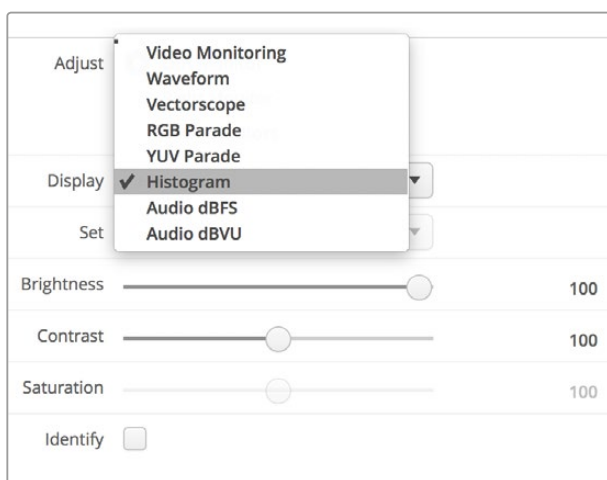 Adjust
Video Monitoring
Waveform
Vectorscope
RGB Parade
YUV Parade
Display ✓ Histogram
Audio dBFS
Set Audio dBVU
Brightness 100
Contrast 100
Saturation 100
Identify